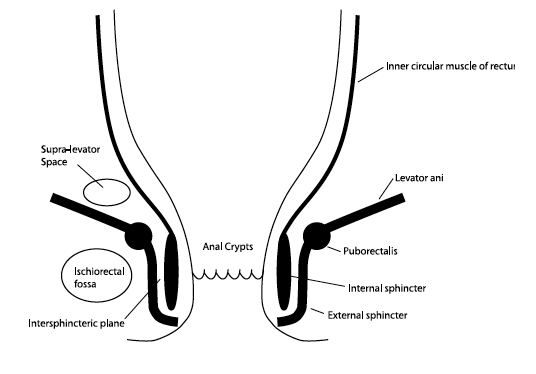 Inner circular muscle of rectur
Supra-levator
Space
Levator ani
Anal Crypts
Puborectalis
Ischiorectal
fossa
Internal sphincter
External sphincter
Intersphincteric plane